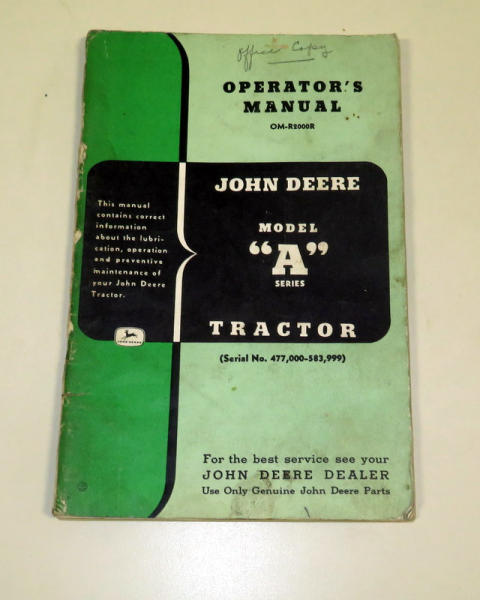 Office Copy
OPERATOR'S
MANUAL
OM-R2000R
This manual
contains correct
information
about the lubri-
cation, operation
and preventive
maintenance of
your John Deere
Tractor.
JOHN DEERE
JOHN DEERE
MODEL
"A"
SERIES
TRACTOR
(Serial No. 477,000-583,999)
For the best service see your
JOHN DEERE DEALER
Use Only Genuine John Deere Parts